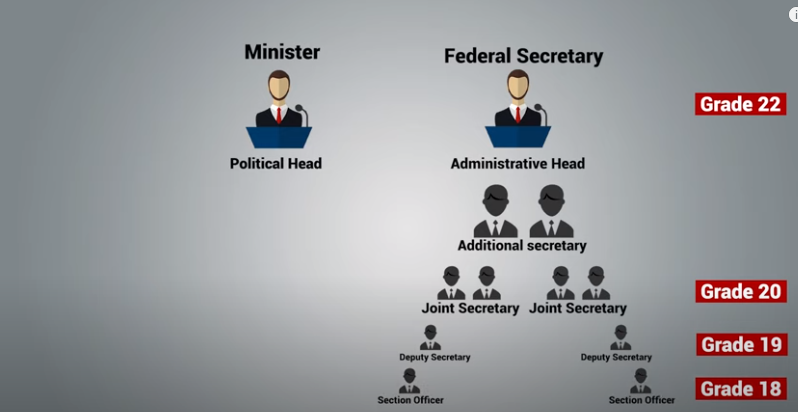 Minister
Federal Secretary
Grade 22
Political Head
Administrative Head
Additional secretary
Joint Secretary
Joint Secretary
Grade 20
Deputy Secretary
Deputy Secretary
Grade 19
Section Officer
Section Officer
Grade 18